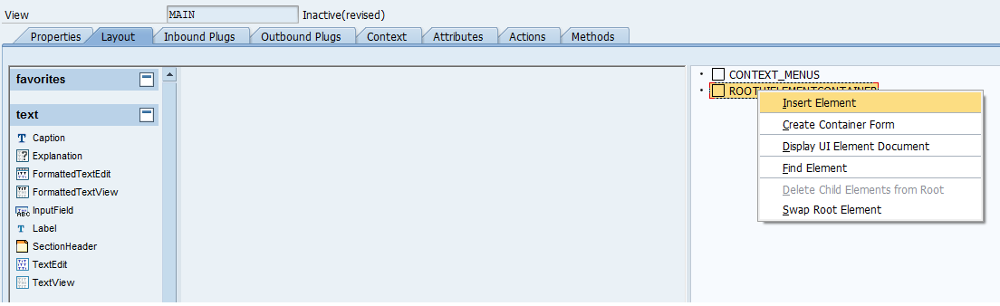 View MAIN Inactive(revised)
Properties Layout Inbound Plugs Outbound Plugs Context Attributes Actions Methods
favorites
text
Caption
Explanation
FormattedTextEdit
FormattedTextView
InputField
Label
SectionHeader
TextEdit
TextView
CONTEXT_MENUS
ROOTUIELEMENTCONTAINER
Insert Element
Create Container Form
Display UI Element Document
Find Element
Delete Child Elements from Root
Swap Root Element